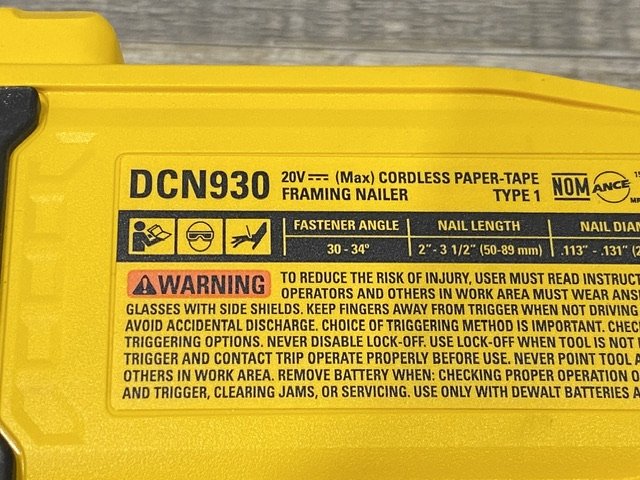 DCN930 20V (Max) CORDLESS PAPER-TAPE
FRAMING NAILER TYPE 1
NOM ANCE
FASTENER ANGLE NAIL LENGTH NAIL
30 - 34° 2" - 3 1/2" (50-89 mm) .113" - .131"
WARNING TO REDUCE THE RISK OF INJURY, USER MUST READ INSTRUCT
OPERATORS AND OTHERS IN WORK AREA MUST WEAR ANS
GLASSES WITH SIDE SHIELDS. KEEP FINGERS AWAY FROM TRIGGER WHEN NOT DRIVING
AVOID ACCIDENTAL DISCHARGE. CHOICE OF TRIGGERING METHOD IS IMPORTANT. CHEC
TRIGGERING OPTIONS. NEVER DISABLE LOCK-OFF. USE LOCK-OFF WHEN TOOL IS NOT
TRIGGER AND CONTACT TRIP OPERATE PROPERLY BEFORE USE. NEVER POINT TOOL A
OTHERS IN WORK AREA. REMOVE BATTERY WHEN: CHECKING PROPER OPERATION O
AND TRIGGER, CLEARING JAMS, OR SERVICING. USE ONLY WITH DEWALT BATTERIES A